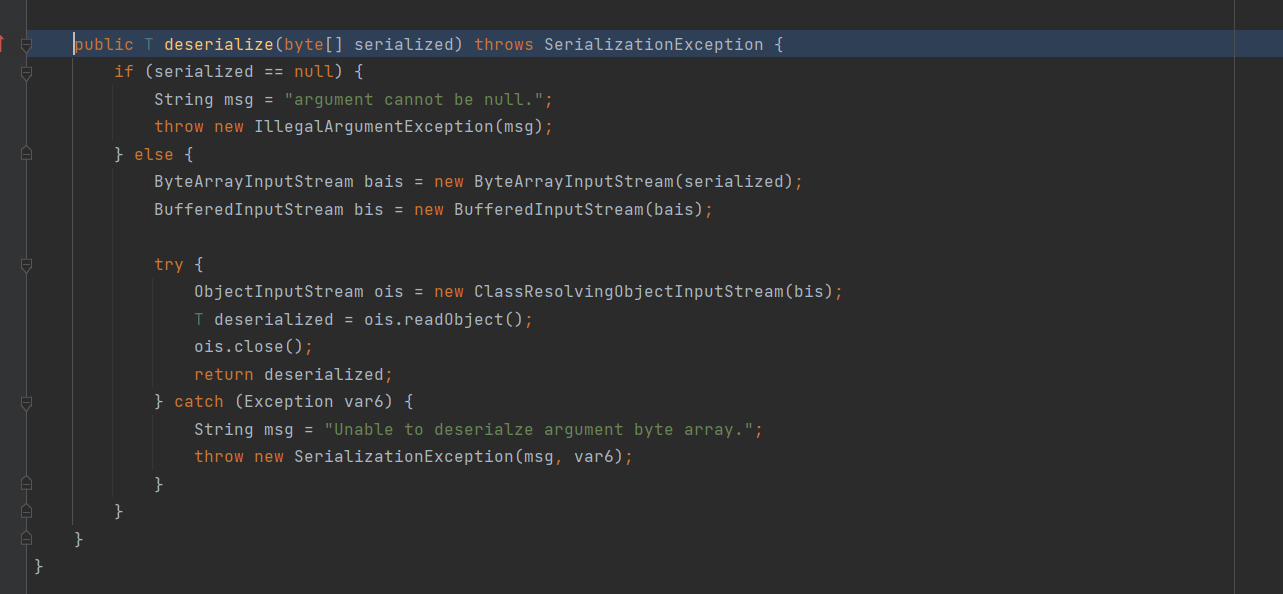 public T deserialize(byte[] serialized) throws SerializationException {
if (serialized == null) {
String msg = "argument cannot be null.";
throw new IllegalArgumentException(msg);
} else {
ByteArrayInputStream bais = new ByteArrayInputStream(serialized);
BufferedInputStream bis = new BufferedInputStream(bais);
try {
ObjectInputStream ois = new ClassResolvingObjectInputStream(bis);
T deserialized = ois.readObject();
ois.close();
return deserialized;
} catch (Exception var6) {
String msg = "Unable to deserialze argument byte array.";
throw new SerializationException(msg, var6);
}
}
}
}